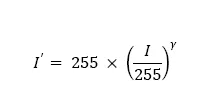 I′ = 255 × (I/255)^γ